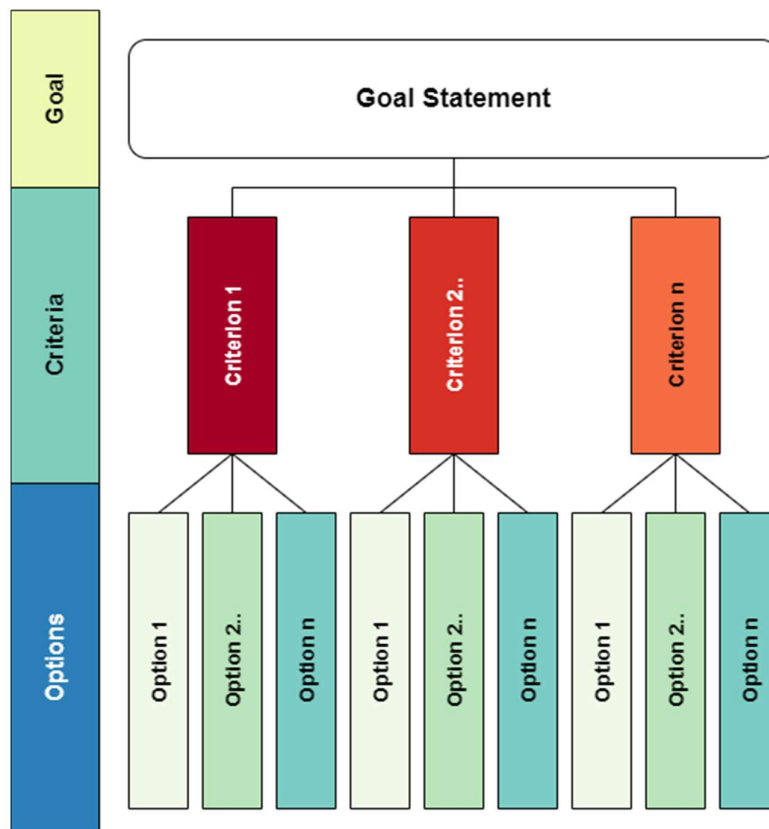 Goal
Goal Statement
Criteria
Criterion 1
Criterion 2..
Criterion n
Options
Option 1
Option 2..
Option n
Option 1
Option 2..
Option n
Option 1
Option 2..
Option n